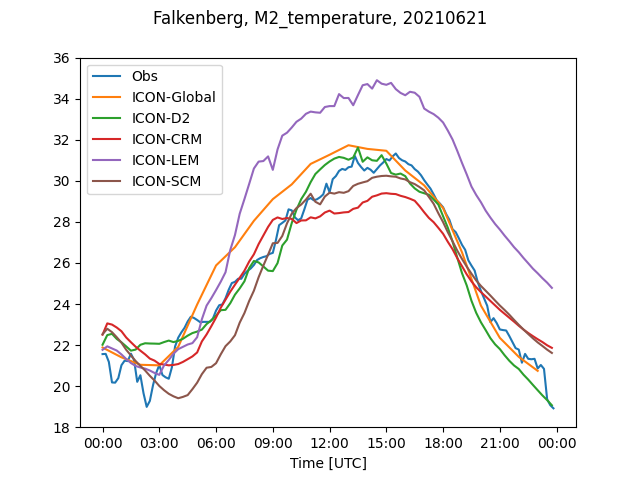 Falkenberg, M2_temperature, 20210621
36
34
32
30
28
26
24
22
20
18
Obs
ICON-Global
ICON-D2
ICON-CRM
ICON-LEM
ICON-SCM
00:00 03:00 06:00 09:00 12:00 15:00 18:00 21:00 00:00
Time [UTC]